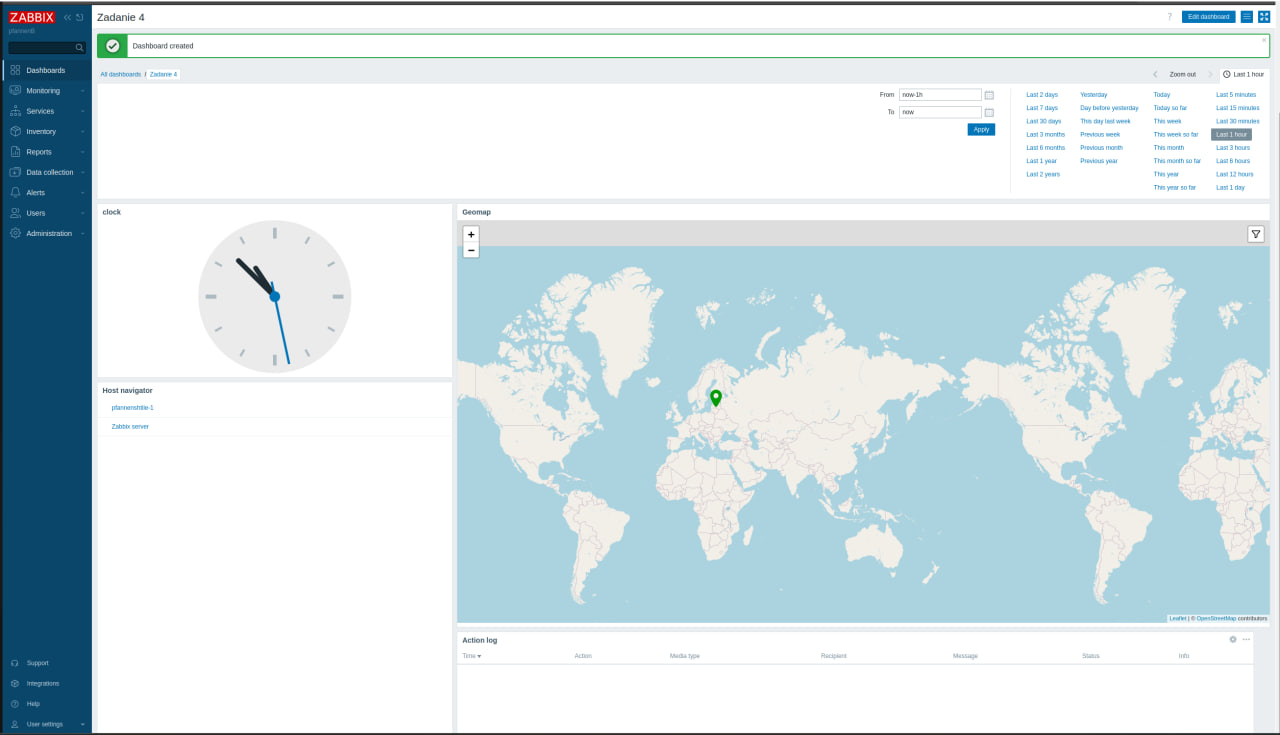 ZABBIX
pfannen6
Dashboards
Monitoring
Services
Inventory
Reports
Data collection
Alerts
Users
Administration
Support
Integrations
Help
User settings
Zadanie 4
? Edit dashboard
Dashboard created
All dashboards / Zadanie 4
Zoom out
Last 1 hour
From now-1h
To now
Apply
Last 2 days Yesterday Today Last 5 minutes
Last 7 days Day before yesterday Today so far Last 15 minutes
Last 30 days This day last week This week Last 30 minutes
Last 3 months Previous week This week so far Last 1 hour
Last 6 months Previous month This month Last 3 hours
Last 1 year Previous year This month so far Last 6 hours
Last 2 years This year Last 12 hours
This year so far Last 1 day
clock
Host navigator
pfannenshtile-1
Zabbix server
Geomap
+
−
Leaflet | © OpenStreetMap contributors
Action log
Time Action Media type Recipient Message Status Info